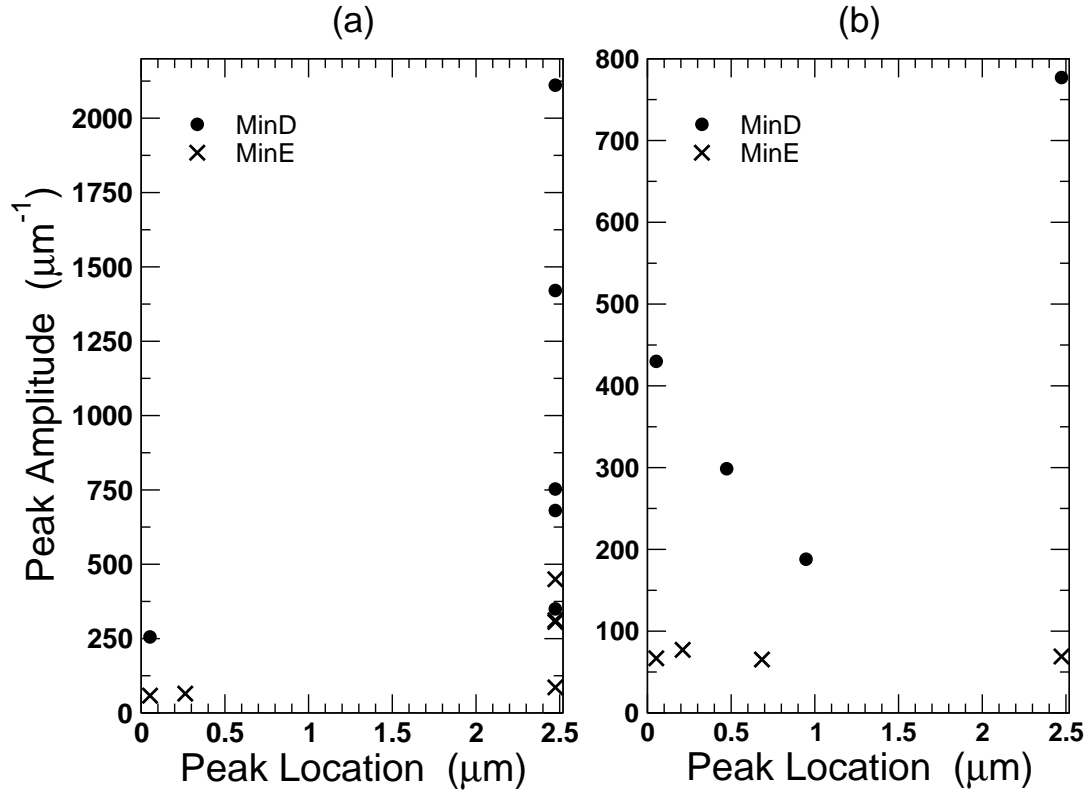 (a)
Peak Amplitude (μm⁻¹)
2000
1750
1500
1250
1000
750
500
250
0
MinD
MinE
0 0.5 1 1.5 2 2.5
Peak Location (μm)
(b)
800
700
600
500
400
300
200
100
0
MinD
MinE
0 0.5 1 1.5 2 2.5
Peak Location (μm)